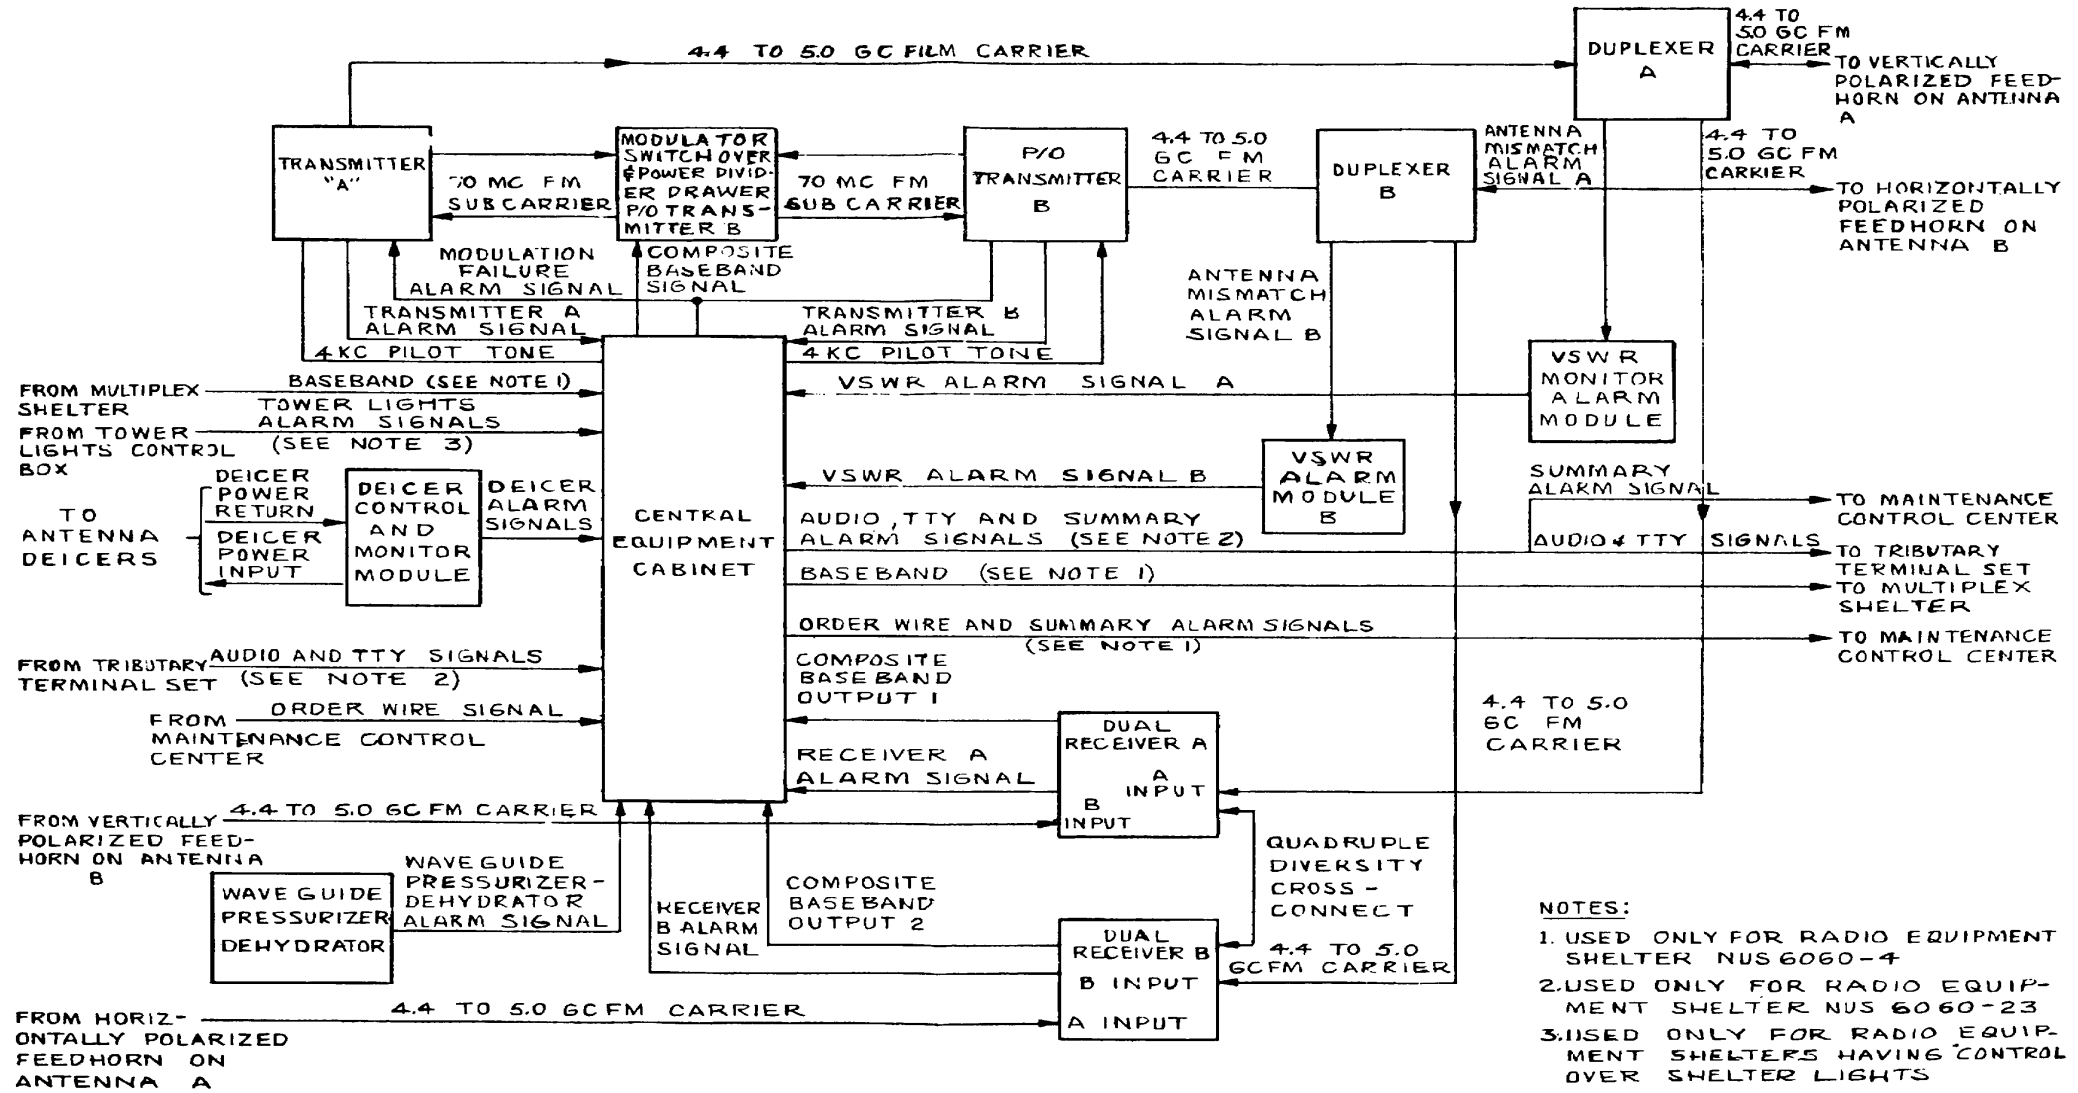 4.4 TO 5.0 GC FILM CARRIER
DUPLEXER
A
4.4 TO
5.0 GC FM
CARRIER
TO VERTICALLY
POLARIZED FEED-
HORN ON ANTENNA
A
TRANSMITTER
"A"
70 MC FM
SUBCARRIER
MODULATOR
SWITCHOVER
&POWER DIVID-
ER DRAWER
P/O TRANS-
MITTER B
70 MC FM
SUB CARRIER
P/O
TRANSMITTER
B
4.4 TO 5.0
GC FM
CARRIER
DUPLEXER
B
ANTENNA
MISMATCH
ALARM
SIGNAL A
4.4 TO
5.0 GC FM
CARRIER
TO HORIZONTALLY
POLARIZED
FEEDHORN ON
ANTENNA B
MODULATION
FAILURE
ALARM SIGNAL
COMPOSITE
BASEBAND
SIGNAL
ANTENNA
MISMATCH
ALARM
SIGNAL B
TRANSMITTER A
ALARM SIGNAL
TRANSMITTER B
ALARM SIGNAL
4 KC PILOT TONE
4 KC PILOT TONE
VSWR
MONITOR
ALARM
MODULE
FROM MULTIPLEX
SHELTER
BASEBAND (SEE NOTE 1)
VSWR ALARM SIGNAL A
FROM TOWER
LIGHTS CONTROL
BOX
TOWER LIGHTS
ALARM SIGNALS
(SEE NOTE 3)
VSWR ALARM SIGNAL B
VSWR
ALARM
MODULE
B
SUMMARY
ALARM SIGNAL
TO MAINTENANCE
CONTROL CENTER
TO
ANTENNA
DEICERS
DEICER
POWER
RETURN
DEICER
POWER
INPUT
DEICER
CONTROL
AND
MONITOR
MODULE
DEICER
ALARM
SIGNALS
CENTRAL
EQUIPMENT
CABINET
AUDIO, TTY AND SUMMARY
ALARM SIGNALS (SEE NOTE 2)
AUDIO & TTY SIGNALS
TO TRIBUTARY
TERMINAL SET
BASEBAND (SEE NOTE 1)
TO MULTIPLEX
SHELTER
ORDER WIRE AND SUMMARY ALARM SIGNALS
(SEE NOTE 1)
TO MAINTENANCE
CONTROL CENTER
FROM TRIBUTARY
TERMINAL SET
AUDIO AND TTY SIGNALS
(SEE NOTE 2)
COMPOSITE
BASEBAND
OUTPUT 1
FROM
MAINTENANCE CONTROL
CENTER
ORDER WIRE SIGNAL
RECEIVER A
ALARM SIGNAL
DUAL
RECEIVER A
A
INPUT
B
INPUT
4.4 TO 5.0
GC FM
CARRIER
FROM VERTICALLY
POLARIZED FEED-
HORN ON ANTENNA
B
4.4 TO 5.0 GC FM CARRIER
QUADRUPLE
DIVERSITY
CROSS-
CONNECT
WAVE GUIDE
PRESSURIZER
DEHYDRATOR
WAVE GUIDE
PRESSURIZER-
DEHYDRATOR
ALARM SIGNAL
RECEIVER
B ALARM
SIGNAL
COMPOSITE
BASEBAND
OUTPUT 2
DUAL
RECEIVER B
B INPUT
A INPUT
4.4 TO 5.0
GC FM CARRIER
FROM HORIZ-
ONTALLY POLARIZED
FEEDHORN ON
ANTENNA A
4.4 TO 5.0 GC FM CARRIER
NOTES:
1. USED ONLY FOR RADIO EQUIPMENT
SHELTER NUS 6060-4
2. USED ONLY FOR RADIO EQUIP-
MENT SHELTER NUS 6060-23
3. USED ONLY FOR RADIO EQUIP-
MENT SHELTERS HAVING CONTROL
OVER SHELTER LIGHTS